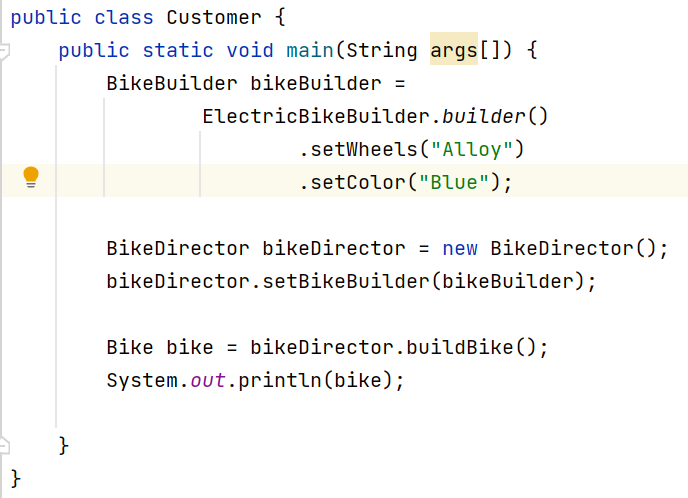 public class Customer {
    public static void main(String args[]) {
        BikeBuilder bikeBuilder =
                ElectricBikeBuilder.builder()
                        .setWheels("Alloy")
                        .setColor("Blue");
        BikeDirector bikeDirector = new BikeDirector();
        bikeDirector.setBikeBuilder(bikeBuilder);
        Bike bike = bikeDirector.buildBike();
        System.out.println(bike);
    }
}